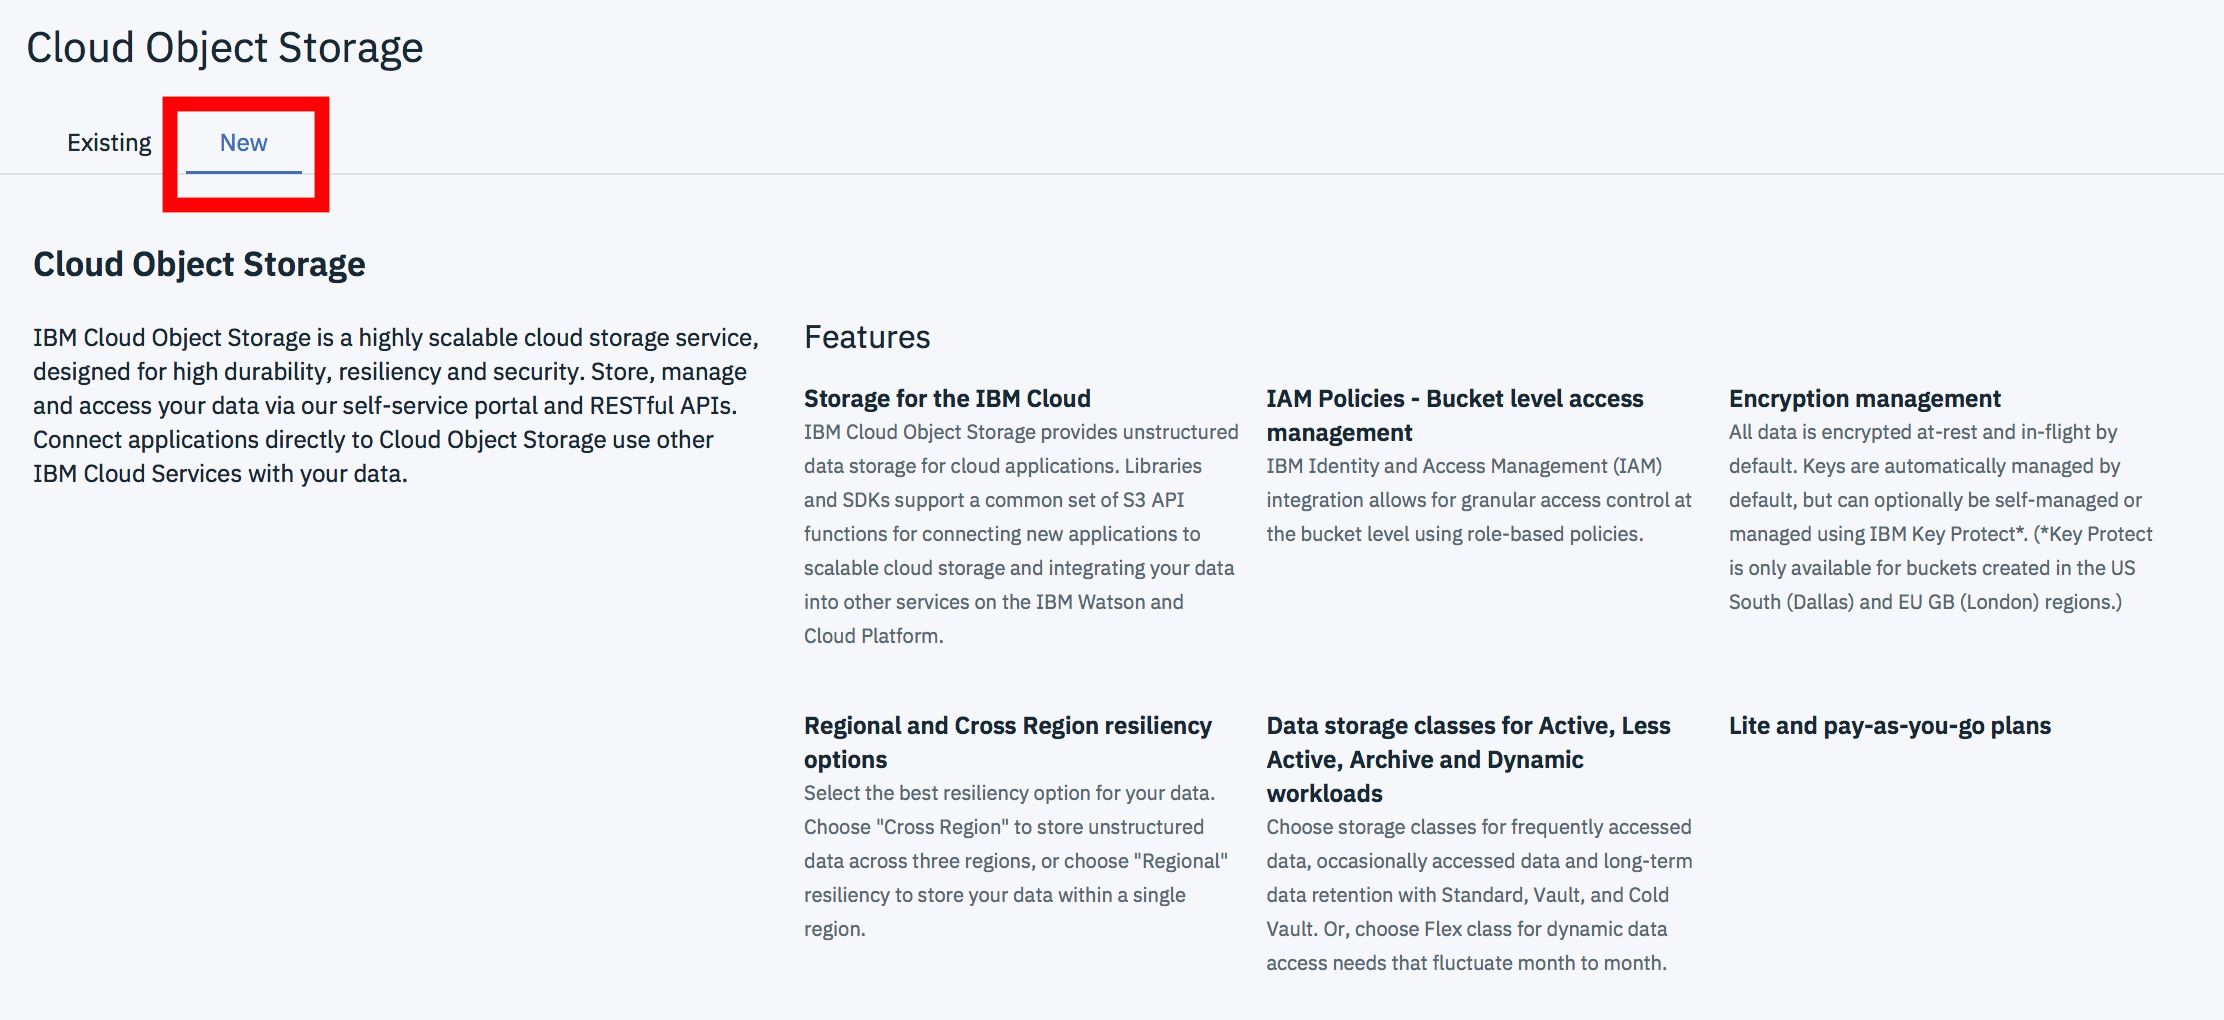 Cloud Object Storage
Existing
New
Cloud Object Storage
IBM Cloud Object Storage is a highly scalable cloud storage service,
designed for high durability, resiliency and security. Store, manage
and access your data via our self-service portal and RESTful APIs.
Connect applications directly to Cloud Object Storage use other
IBM Cloud Services with your data.
Features
Storage for the IBM Cloud
IBM Cloud Object Storage provides unstructured
data storage for cloud applications. Libraries
and SDKs support a common set of S3 API
functions for connecting new applications to
scalable cloud storage and integrating your data
into other services on the IBM Watson and
Cloud Platform.
IAM Policies - Bucket level access
management
IBM Identity and Access Management (IAM)
integration allows for granular access control at
the bucket level using role-based policies.
Encryption management
All data is encrypted at-rest and in-flight by
default. Keys are automatically managed by
default, but can optionally be self-managed or
managed using IBM Key Protect*. (*Key Protect
is only available for buckets created in the US
South (Dallas) and EU GB (London) regions.)
Regional and Cross Region resiliency
options
Select the best resiliency option for your data.
Choose "Cross Region" to store unstructured
data across three regions, or choose "Regional"
resiliency to store your data within a single
region.
Data storage classes for Active, Less
Active, Archive and Dynamic
workloads
Choose storage classes for frequently accessed
data, occasionally accessed data and long-term
data retention with Standard, Vault, and Cold
Vault. Or, choose Flex class for dynamic data
access needs that fluctuate month to month.
Lite and pay-as-you-go plans